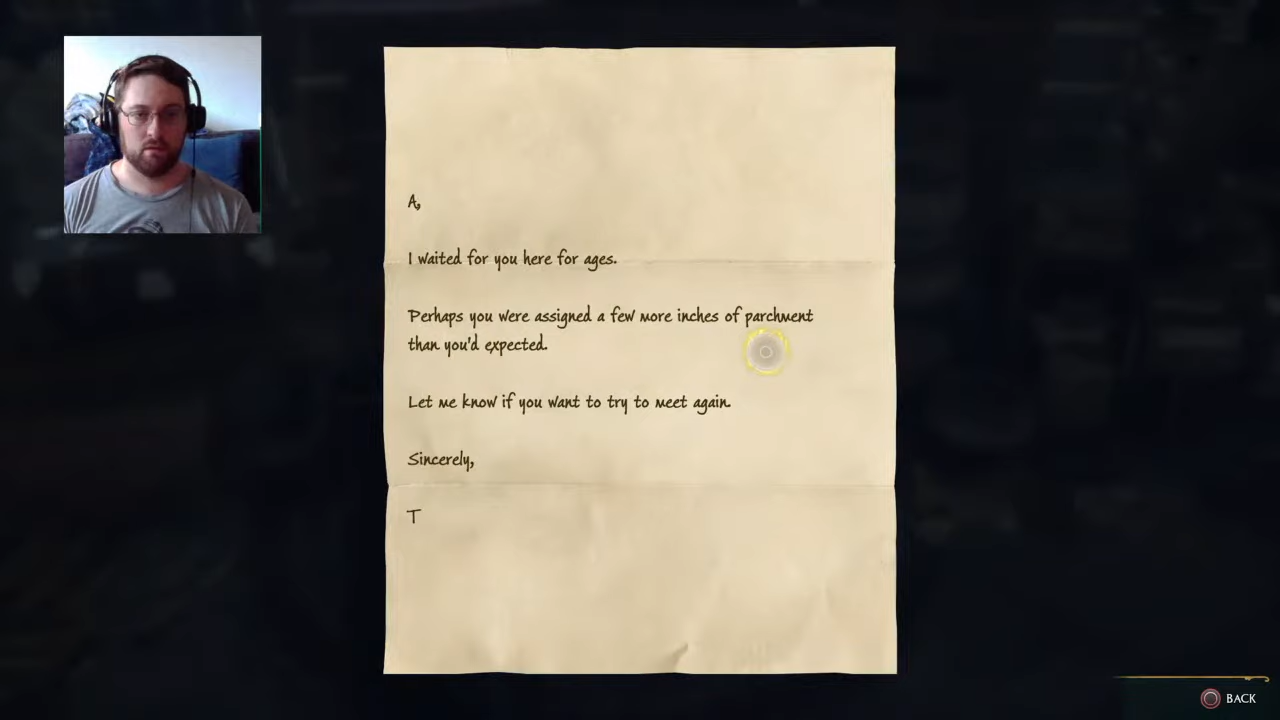 A,
I waited for you here for ages.
Perhaps you were assigned a few more inches of parchment
than you'd expected.
Let me know if you want to try to meet again.
Sincerely,
T
BACK